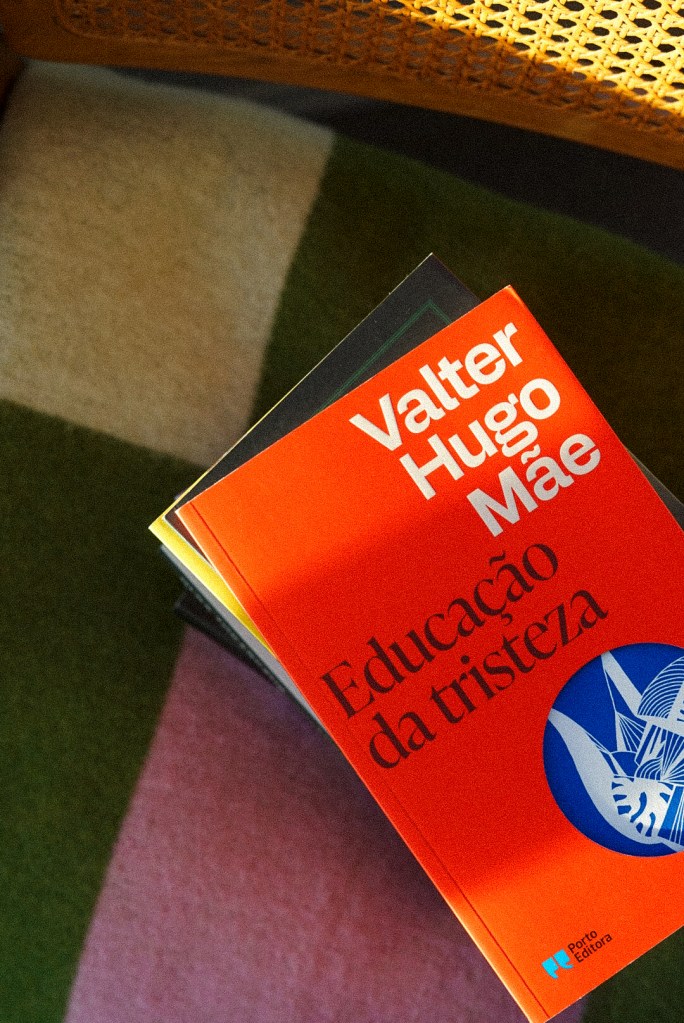 Valter
Hugo
Mãe
Educação
da tristeza
Porto
Editora